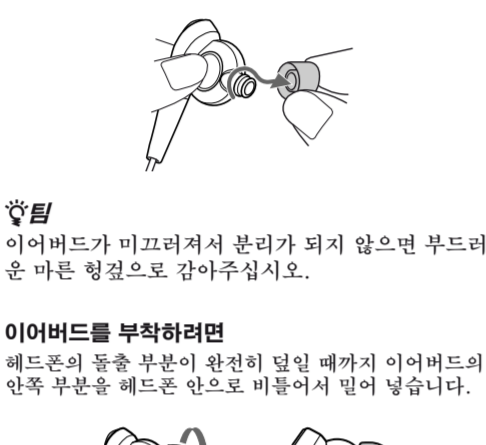 팁
이어버드가 미끄러져서 분리가 되지 않으면 부드러
운 마른 헝겊으로 감아주십시오.
이어버드를 부착하려면
헤드폰의 돌출 부분이 완전히 덮일 때까지 이어버드의
안쪽 부분을 헤드폰 안으로 비틀어서 밀어 넣습니다.